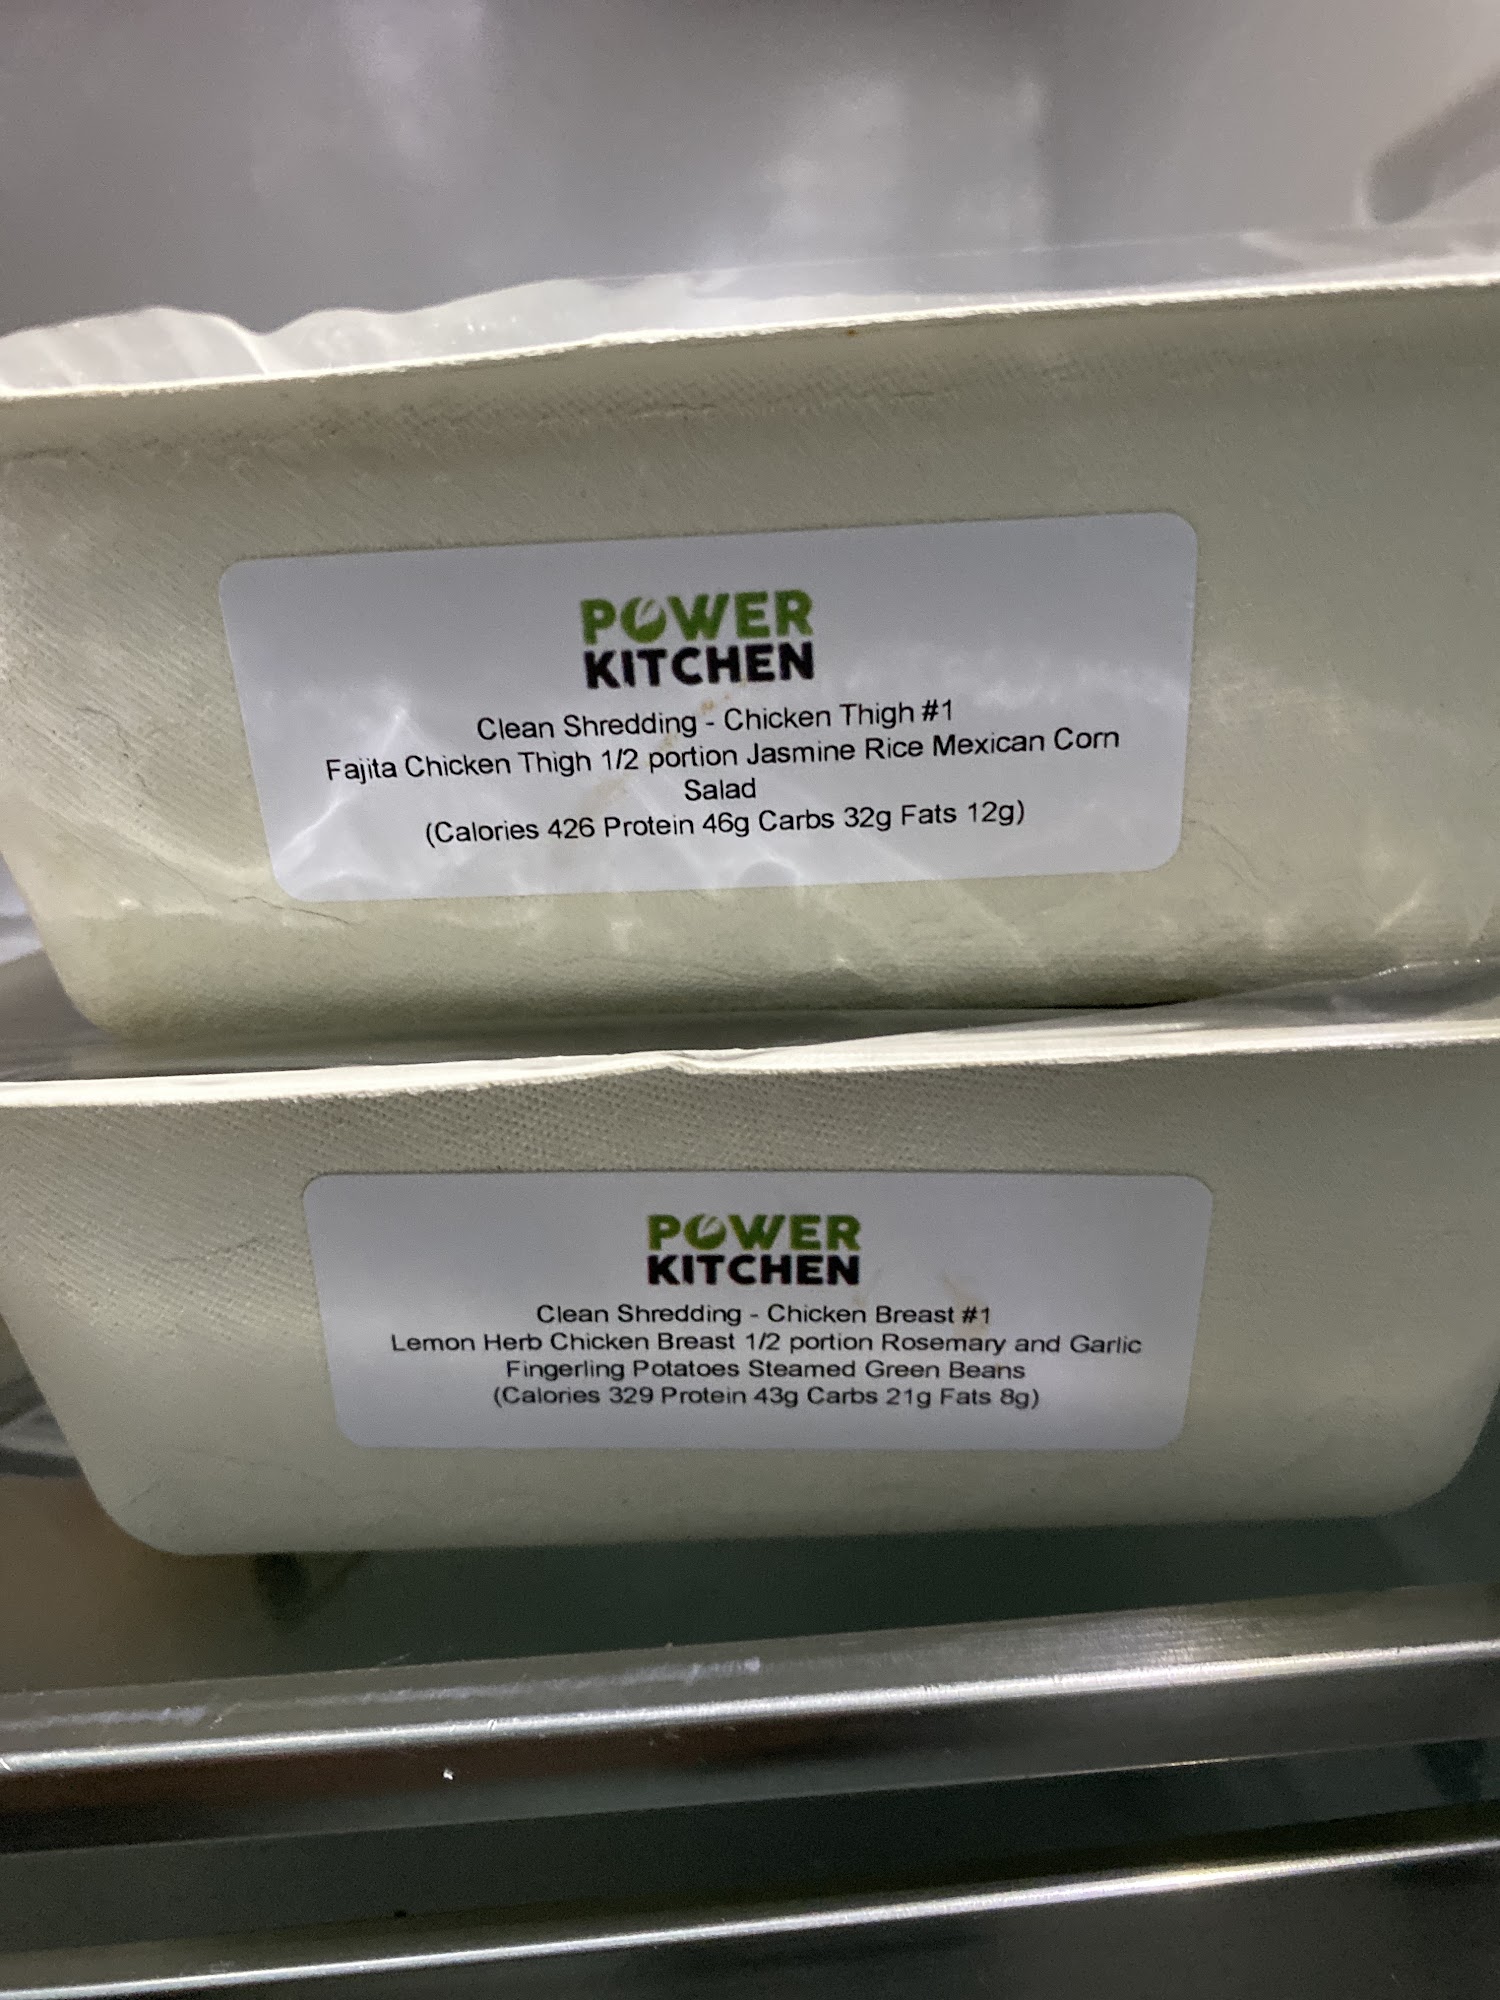 POWER
KITCHEN
Clean Shredding - Chicken Thigh #1
Fajita Chicken Thigh 1/2 portion Jasmine Rice Mexican Corn
Salad
(Calories 426 Protein 46g Carbs 32g Fats 12g)
POWER
KITCHEN
Clean Shredding - Chicken Breast #1
Lemon Herb Chicken Breast 1/2 portion Rosemary and Garlic
Fingerling Potatoes Steamed Green Beans
(Calories 329 Protein 43g Carbs 21g Fats 8g)